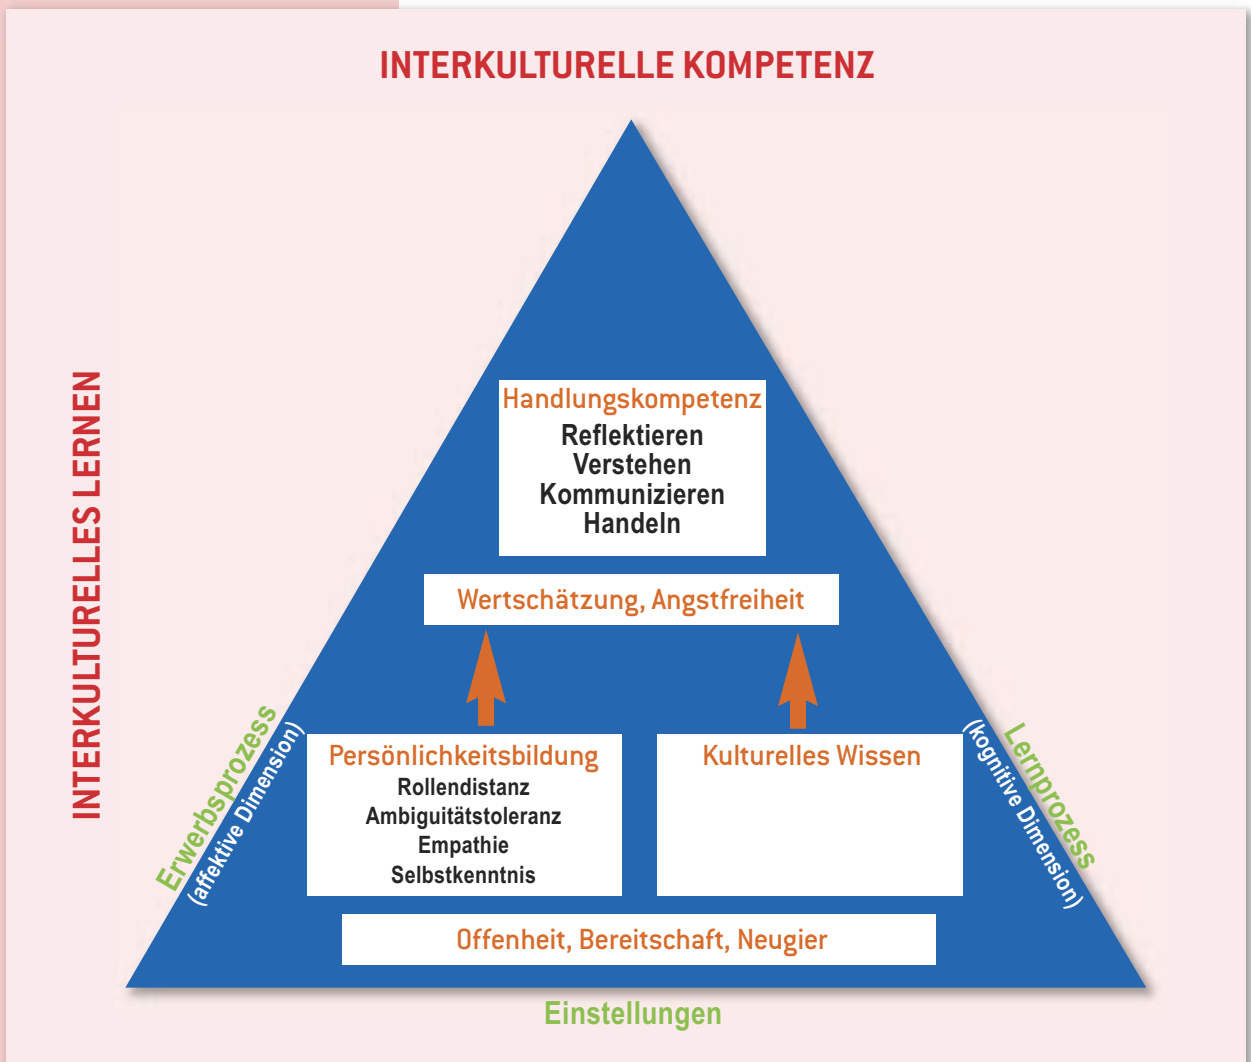 INTERKULTURELLE KOMPETENZ
INTERKULTURELLES LERNEN
Handlungskompetenz
Reflektieren
Verstehen
Kommunizieren
Handeln
Wertschätzung, Angstfreiheit
Erwerbsprozess
(affektive Dimension)
Persönlichkeitsbildung
Rollendistanz
Ambiguitätstoleranz
Empathie
Selbstkenntnis
Kulturelles Wissen
Lernprozess
(kognitive Dimension)
Offenheit, Bereitschaft, Neugier
Einstellungen